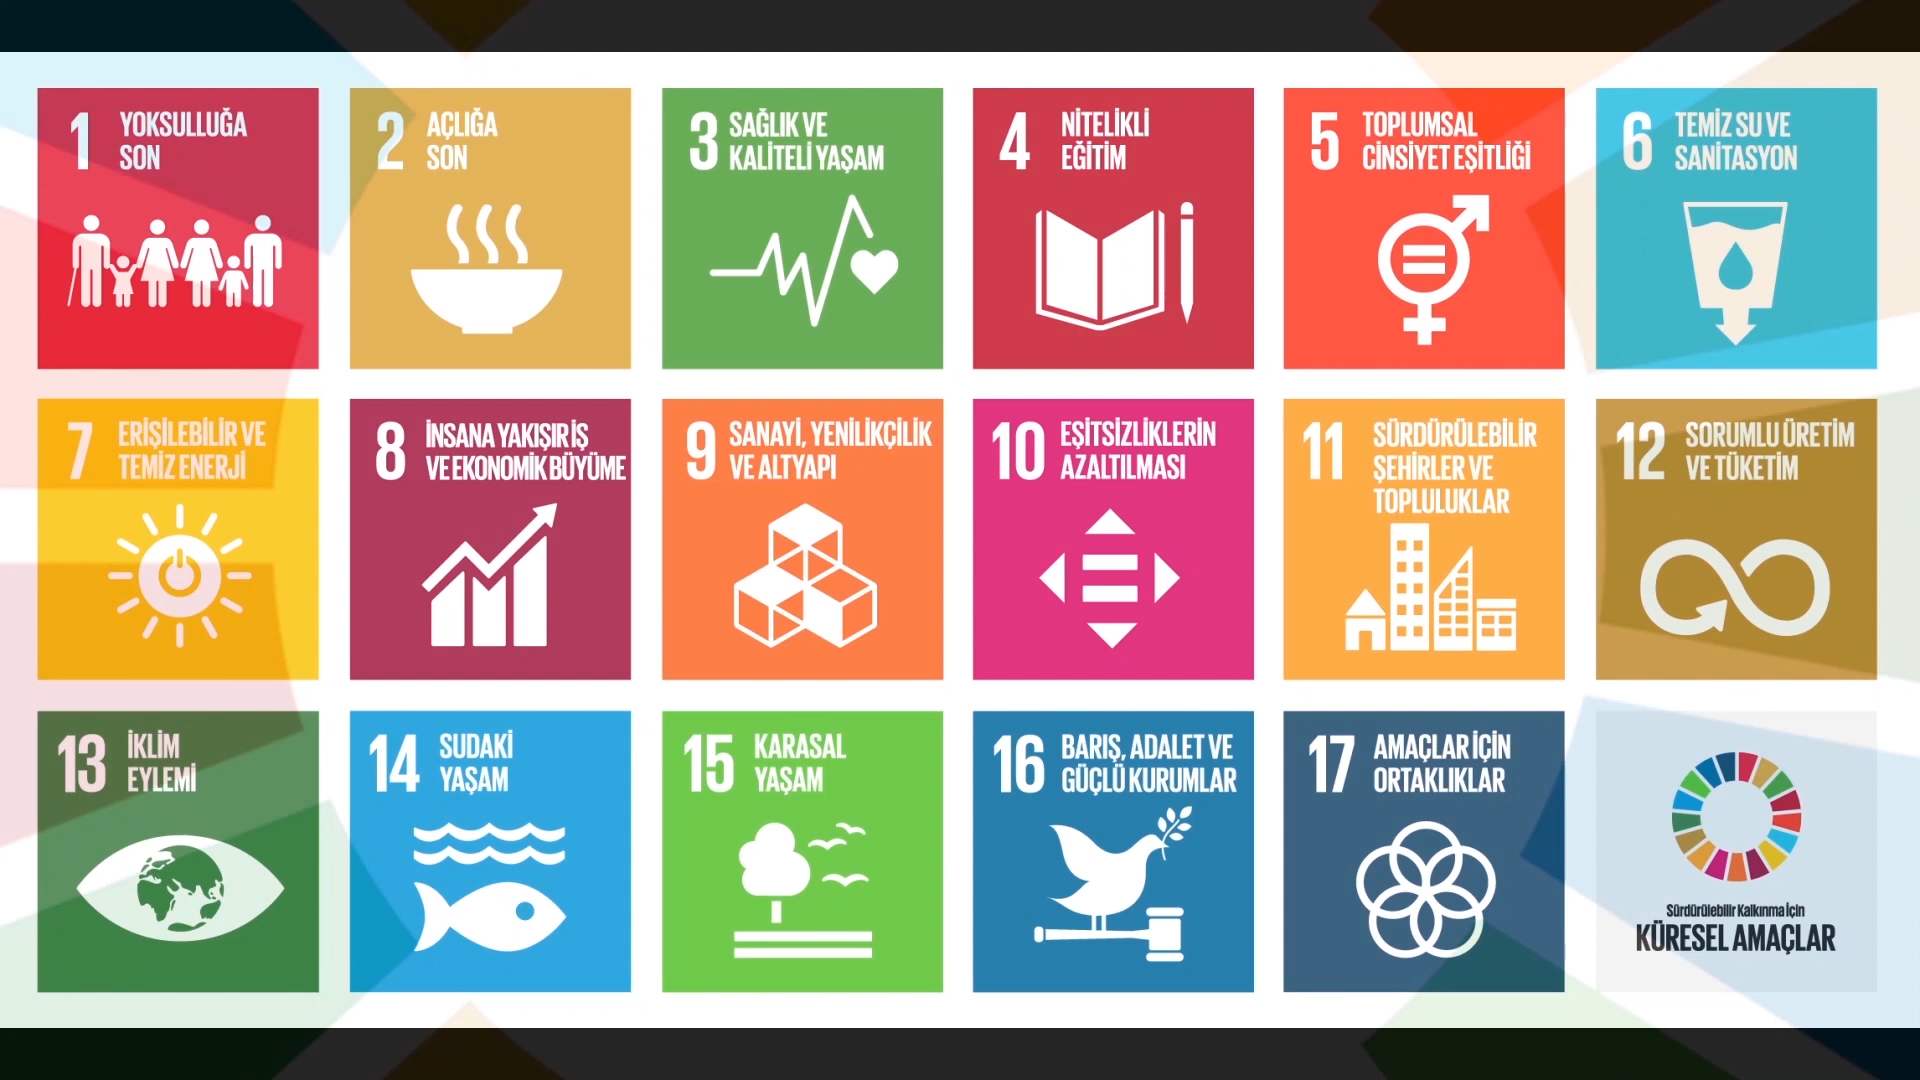 1 YOKSULLUĞA
SON
2 AÇLIĞA
SON
3 SAĞLIK VE
KALİTELİ YAŞAM
4 NİTELİKLİ
EĞİTİM
5 TOPLUMSAL
CİNSİYET EŞİTLİĞİ
6 TEMİZ SU VE
SANİTASYON
7 ERİŞİLEBİLİR VE
TEMİZ ENERJİ
8 İNSANA YAKIŞIR İŞ
VE EKONOMİK BÜYÜME
9 SANAYİ, YENİLİKÇİLİK
VE ALTYAPI
10 EŞİTSİZLİKLERİN
AZALTILMASI
11 SÜRDÜRÜLEBİLİR
ŞEHİRLER VE
TOPLULUKLAR
12 SORUMLU ÜRETİM
VE TÜKETİM
13 İKLİM
EYLEMİ
14 SUDAKİ
YAŞAM
15 KARASAL
YAŞAM
16 BARIŞ, ADALET VE
GÜÇLÜ KURUMLAR
17 AMAÇLAR İÇİN
ORTAKLIKLAR
Sürdürülebilir Kalkınma İçin
KÜRESEL AMAÇLAR